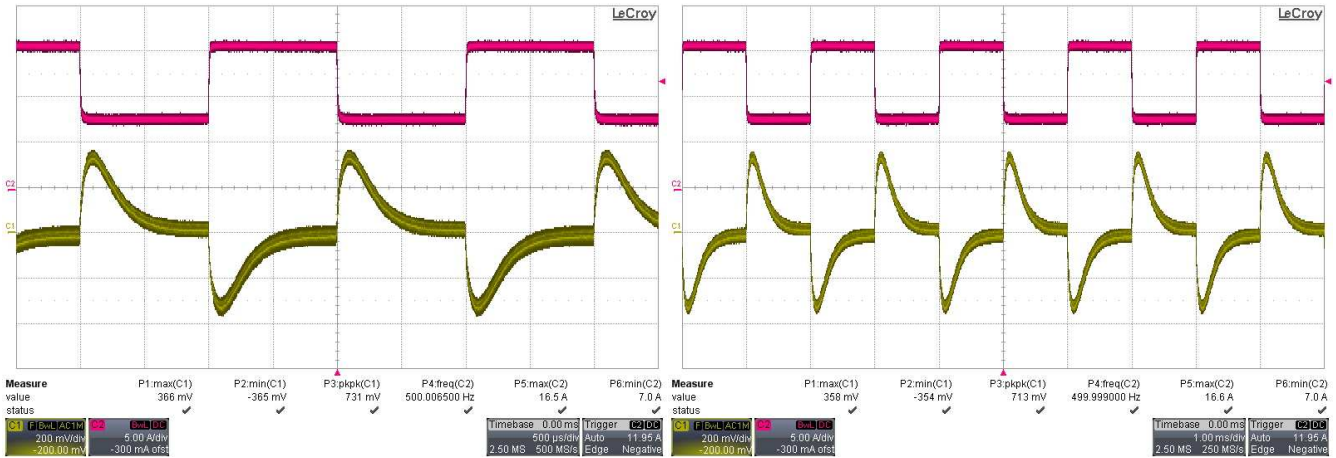 LeCroy
C2
C1
Measure P1:max(C1) P2:min(C1) P3:pkpk(C1) P4:freq(C2) P5:max(C2) P6:min(C2)
value 366 mV -365 mV 731 mV 500.006500 Hz 16.5 A 7.0 A
status ✓ ✓ ✓ ✓ ✓ ✓
C1 F BwL AC1M C2 BwL DC Timebase 0.00 ms Trigger C2 DC
200 mV/div 5.00 A/div 500 µs/div Auto 11.95 A
-200.00 mV -300 mA ofst 2.50 MS 500 MS/s Edge Negative
LeCroy
C2
C1
Measure P1:max(C1) P2:min(C1) P3:pkpk(C1) P4:freq(C2) P5:max(C2) P6:min(C2)
value 358 mV -354 mV 713 mV 499.999000 Hz 16.6 A 7.0 A
status ✓ ✓ ✓ ✓ ✓ ✓
C1 F BwL AC1M C2 BwL DC Timebase 0.00 ms Trigger C2 DC
200 mV/div 5.00 A/div 1.00 ms/div Auto 11.95 A
-200.00 mV -300 mA ofst 2.50 MS 250 MS/s Edge Negative